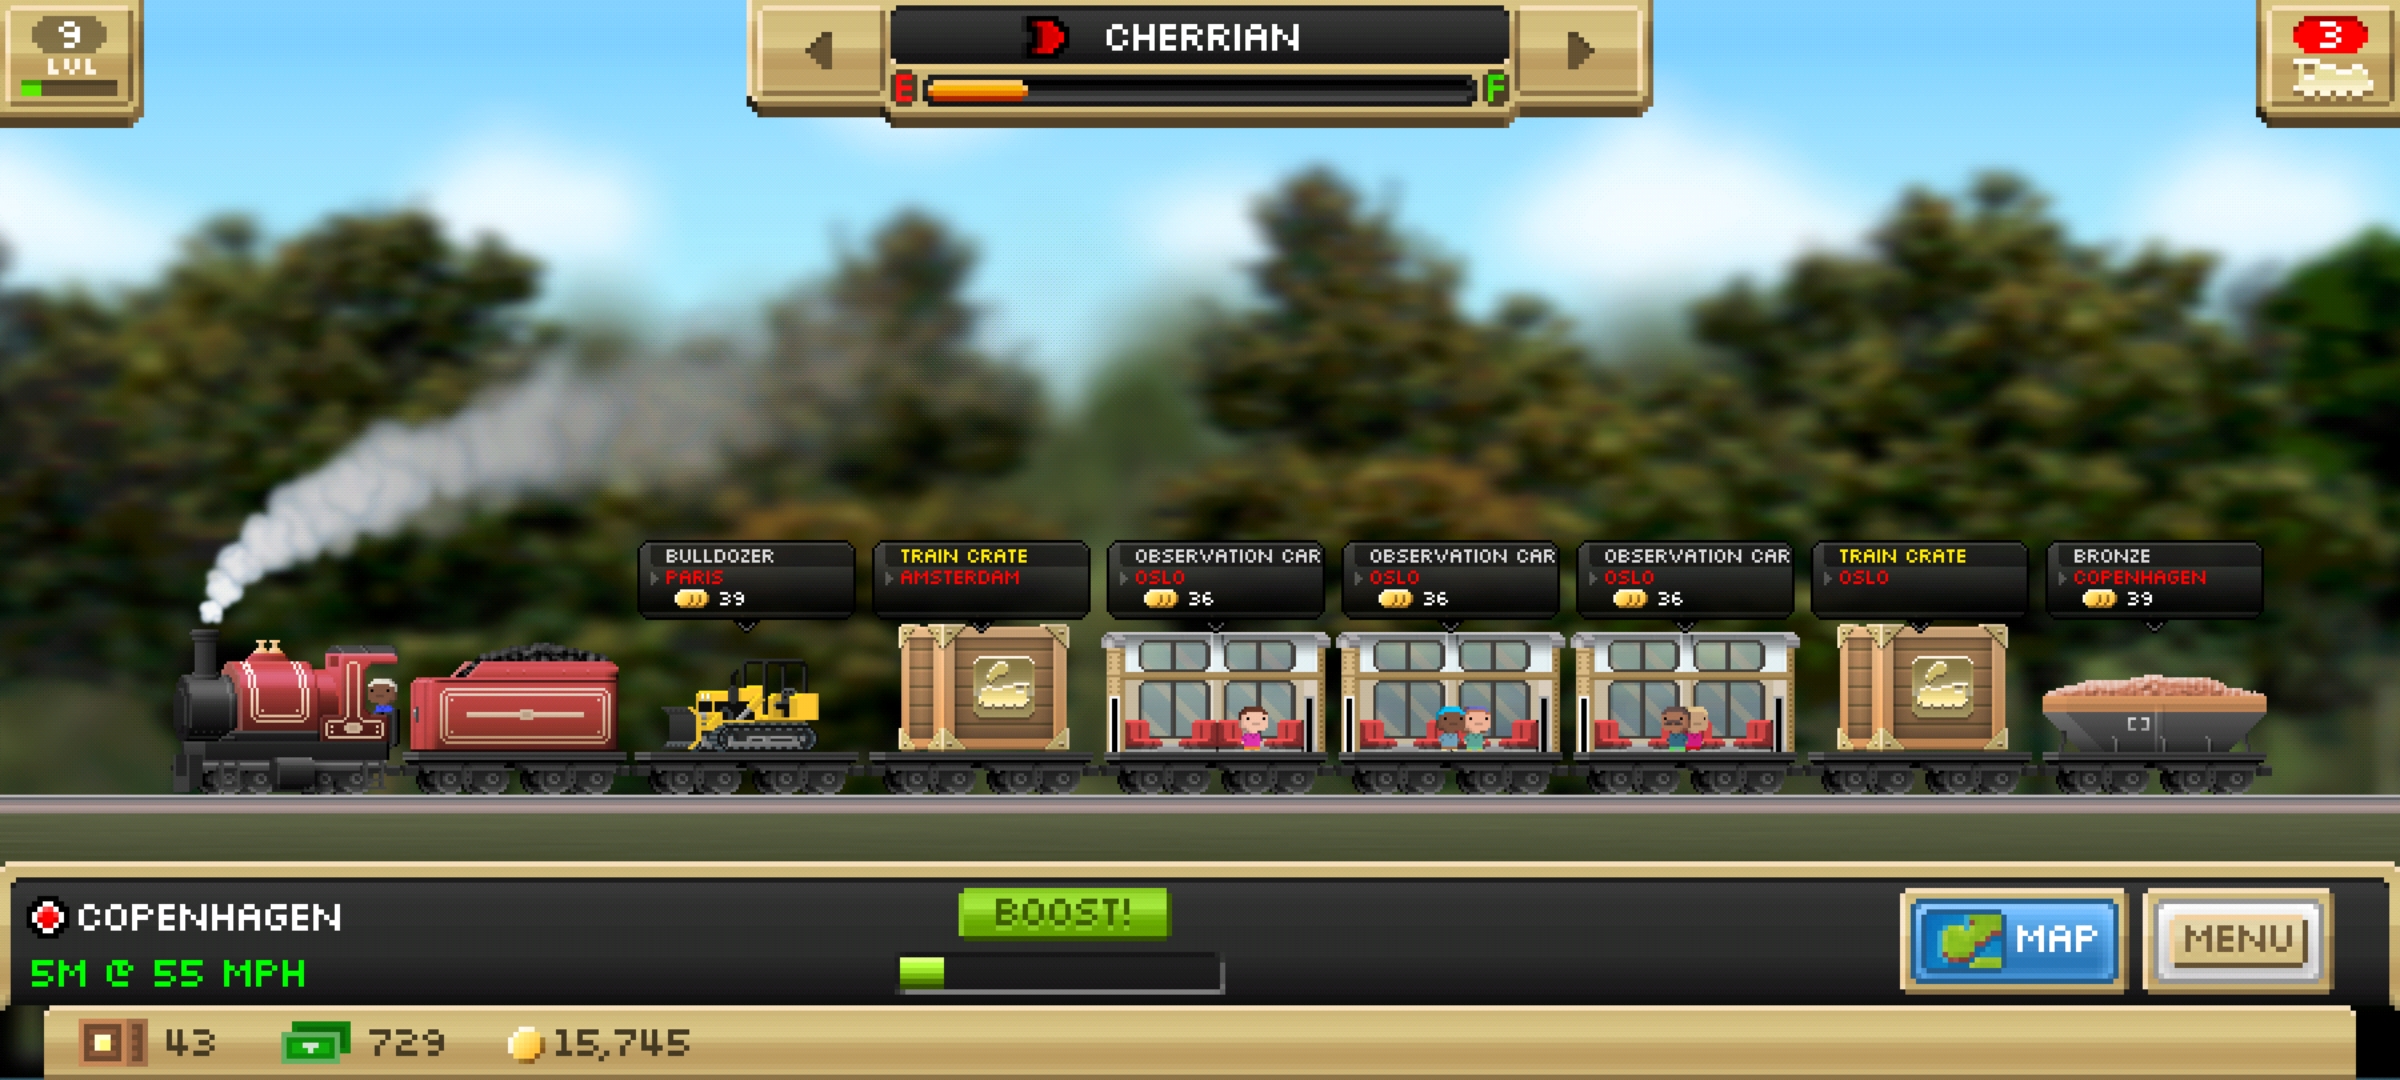 9
LVL
CHERRIAN
E F
3
BULLDOZER
PARIS
39
TRAIN CRATE
AMSTERDAM
OBSERVATION CAR
OSLO
36
OBSERVATION CAR
OSLO
36
OBSERVATION CAR
OSLO
36
TRAIN CRATE
OSLO
BRONZE
COPENHAGEN
39
COPENHAGEN
5M @ 55 MPH
BOOST!
MAP
MENU
43
729
15,745